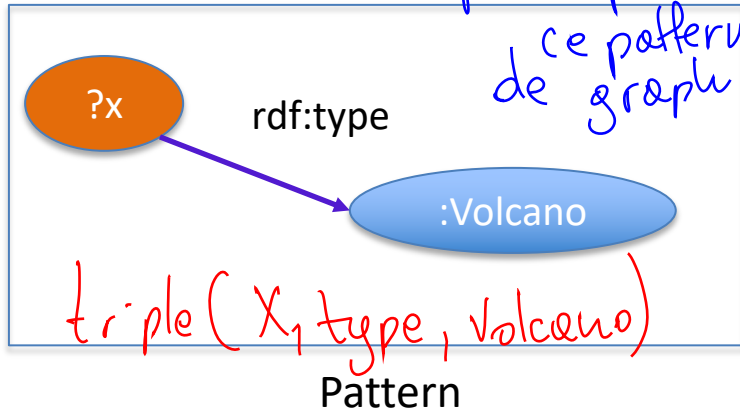 ce pattern
de graph
?x
rdf:type
:Volcano
triple(X, type, volcano)
Pattern